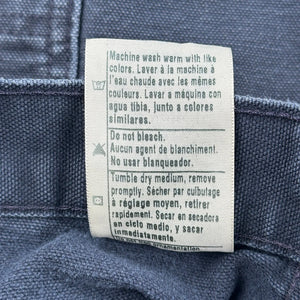 Machine wash warm with like
colors. Laver à la machine à
l'eau chaude avec les mêmes
couleurs. Lavar a máquina con
agua tibia, junto a colores
similares.
Do not bleach.
Aucun agent de blanchiment.
No usar blanqueador.
Tumble dry medium, remove
promptly. Sécher par culbutage
à réglage moyen, retirer
rapidement. Secar en secadora
en ciclo medio, y sacar
inmediatamente.